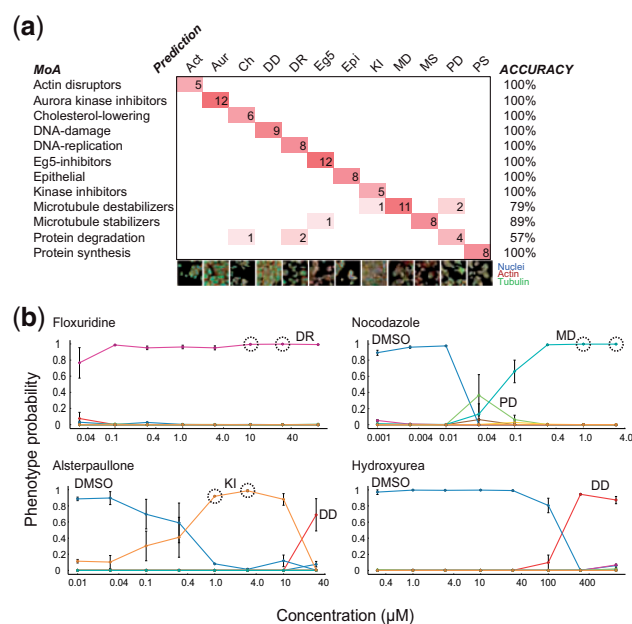 (a)
Prediction Act Aur Ch DD DR Eg5 Epi KI MD MS PD PS
MoA ACCURACY
Actin disruptors 5 100%
Aurora kinase inhibitors 12 100%
Cholesterol-lowering 6 100%
DNA-damage 9 100%
DNA-replication 8 100%
Eg5-inhibitors 12 100%
Epithelial 8 100%
Kinase inhibitors 5 100%
Microtubule destabilizers 1 11 2 79%
Microtubule stabilizers 1 8 89%
Protein degradation 1 2 4 57%
Protein synthesis 8 100%
Nuclei
Actin
Tubulin
(b)
Phenotype probability
Floxuridine
DR
1
0.8
0.6
0.4
0.2
0
0.04 0.1 0.4 1.0 4.0 10 40
Nocodazole
DMSO MD
PD
1
0.8
0.6
0.4
0.2
0
0.001 0.004 0.01 0.04 0.1 0.4 1.0 4.0
Alsterpaullone
DMSO KI
DD
1
0.8
0.6
0.4
0.2
0
0.01 0.04 0.1 0.4 1.0 4.0 10 40
Hydroxyurea
DMSO DD
1
0.8
0.6
0.4
0.2
0
0.4 1.0 4.0 10 40 100 400
Concentration (μM)